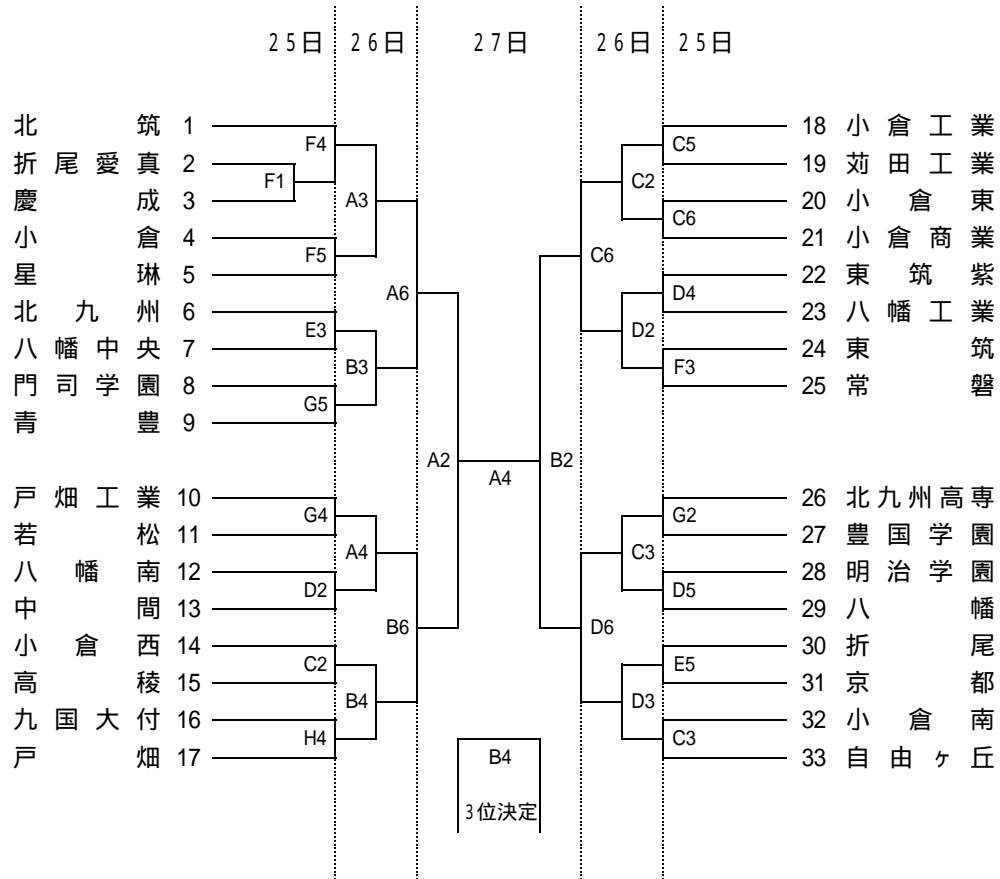 25日 26日 27日 26日 25日
北筑 1 18 小倉工業
F4 C5
折尾愛真 2 19 苅田工業
F1 C2
慶成 3 A3 20 小倉東
C6
小倉 4 21 小倉商業
F5 C6
星琳 5 22 東筑紫
A6 D4
北九州 6 23 八幡工業
E3 D2
八幡中央 7 24 東筑
B3 F3
門司学園 8 25 常磐
G5
青豊 9
A2 B2
A4
戸畑工業 10 26 北九州高専
G4 G2
若松 11 27 豊国学園
A4 C3
八幡南 12 28 明治学園
D2 D5
中間 13 29 八幡
B6 D6
小倉西 14 30 折尾
C2 E5
高稜 15 31 京都
B4 D3
九国大付 16 32 小倉南
H4 C3
戸畑 17 B4 33 自由ヶ丘
3位決定